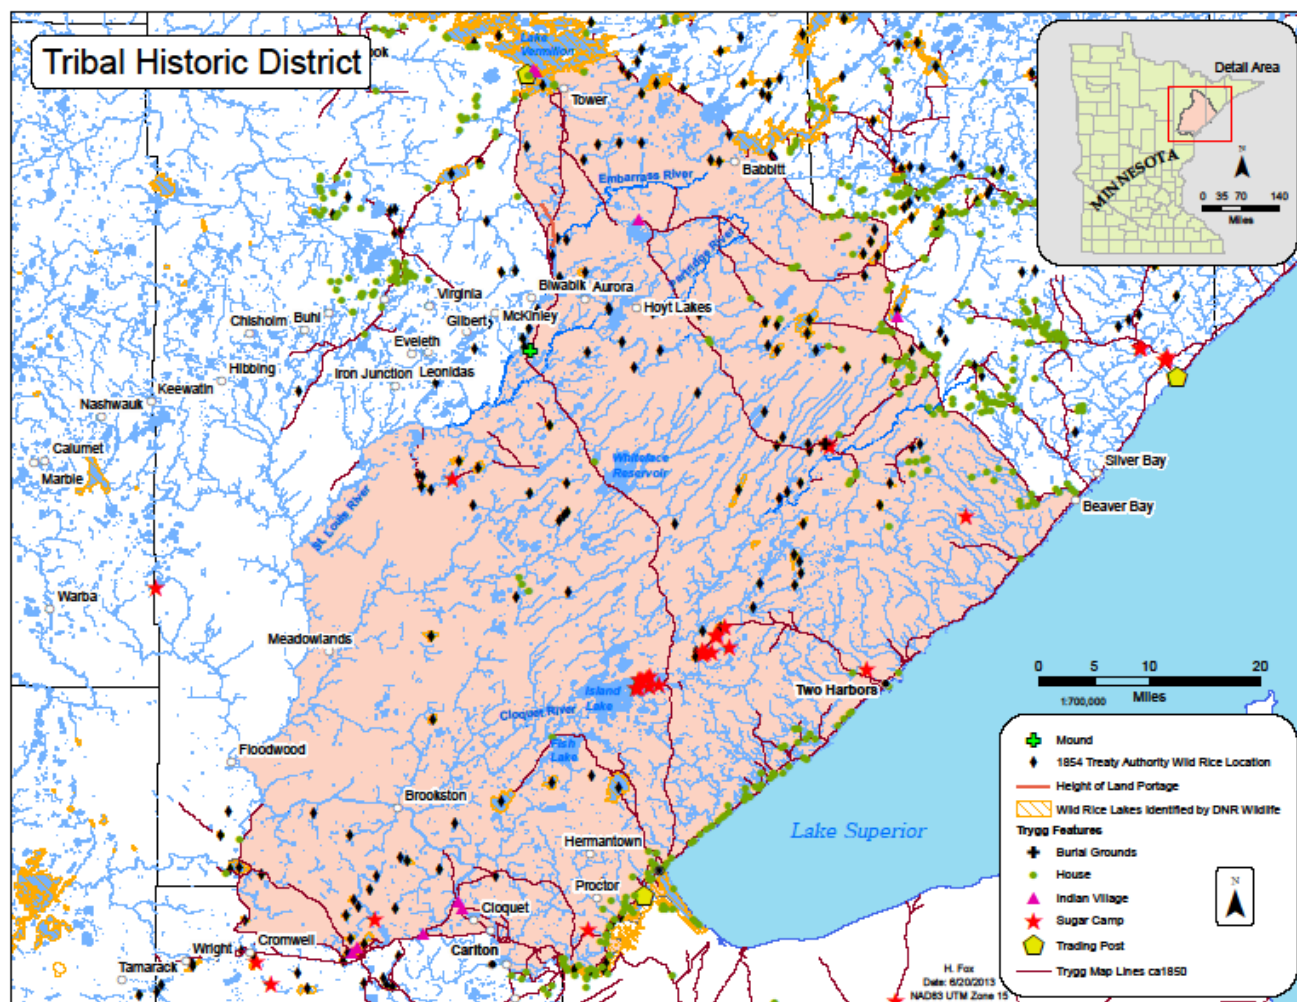 Tribal Historic District
ook
Lake
Vermilion
Tower
Babbitt
Embarrass River
Partridge River
Biwabik
Aurora
Hoyt Lakes
McKinley
Virginia
Gilbert
Chisholm
Buhl
Eveleth
Leonidas
Iron Junction
Hibbing
Keewatin
Nashwauk
Calumet
Marble
Whiteface
Reservoir
St. Louis River
Silver Bay
Beaver Bay
Warba
Meadowlands
Two Harbors
Island
Lake
Cloquet River
Fish
Lake
Floodwood
Brookston
Hermantown
Proctor
Cloquet
Carlton
Cromwell
Wright
Tamarack
Lake Superior
Detail Area
MINNESOTA
N
0 35 70 140
Miles
0 5 10 20
Miles
1:700,000
Mound
1854 Treaty Authority Wild Rice Location
Height of Land Portage
Wild Rice Lakes Identified by DNR Wildlife
Trygg Features
Burial Grounds
House
Indian Village
Sugar Camp
Trading Post
Trygg Map Lines ca1850
N
H. Fox
Date: 6/20/2013
NAD83 UTM Zone 15